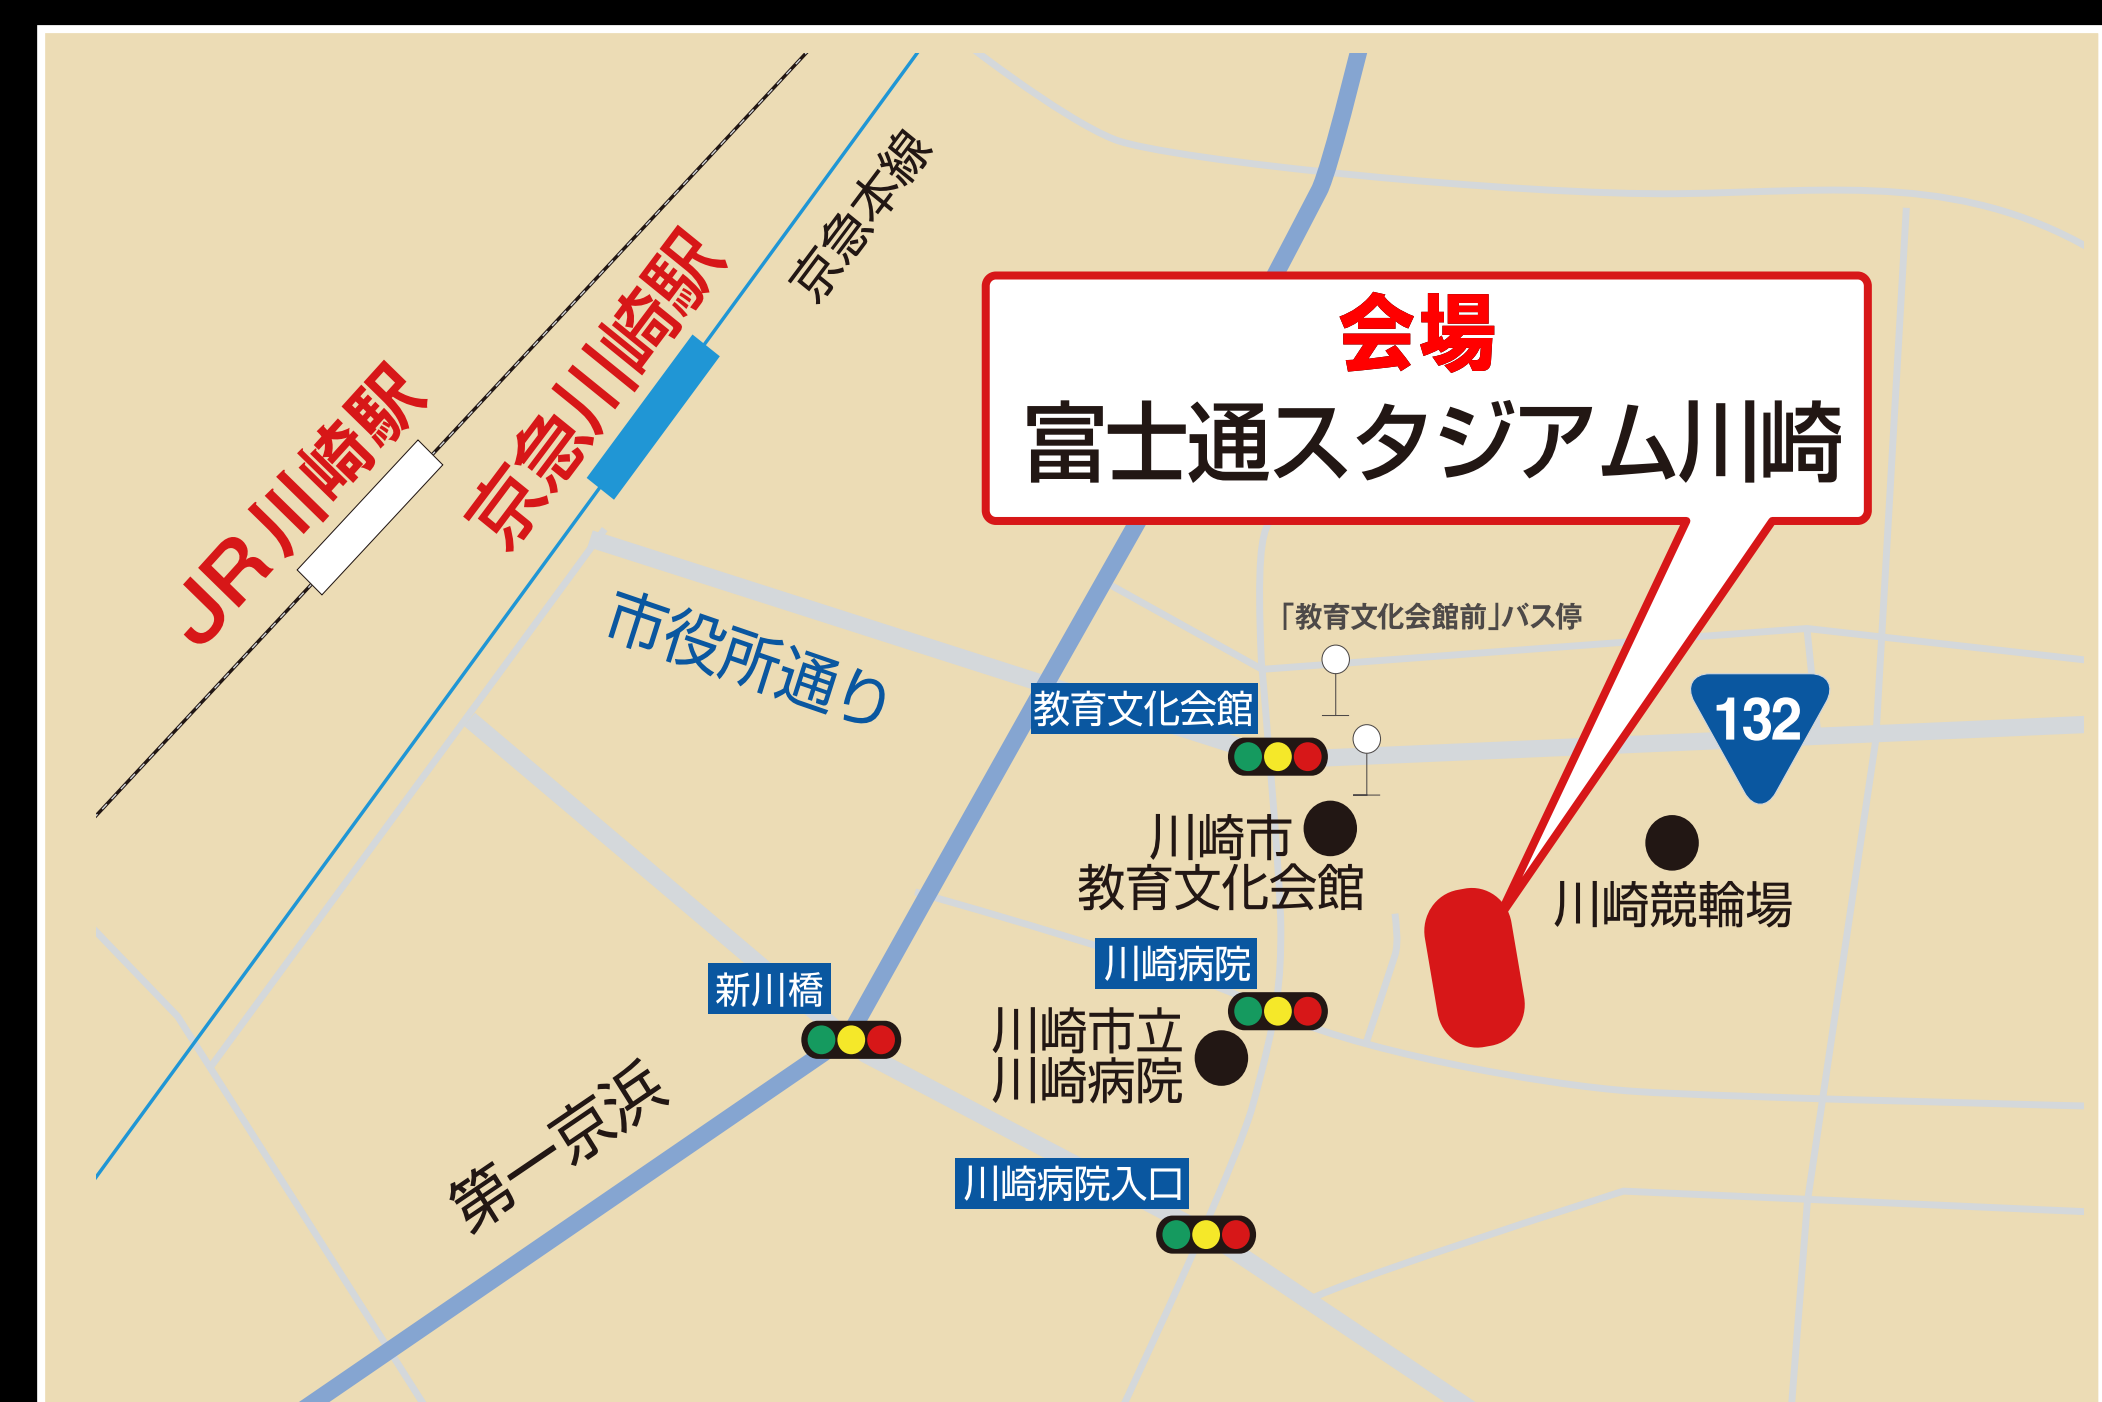 京急本線
京急川崎駅
JR川崎駅
会場
富士通スタジアム川崎
市役所通り
「教育文化会館前」バス停
教育文化会館
132
川崎市
教育文化会館
川崎競輪場
川崎病院
新川橋
川崎市立
川崎病院
第一京浜
川崎病院入口